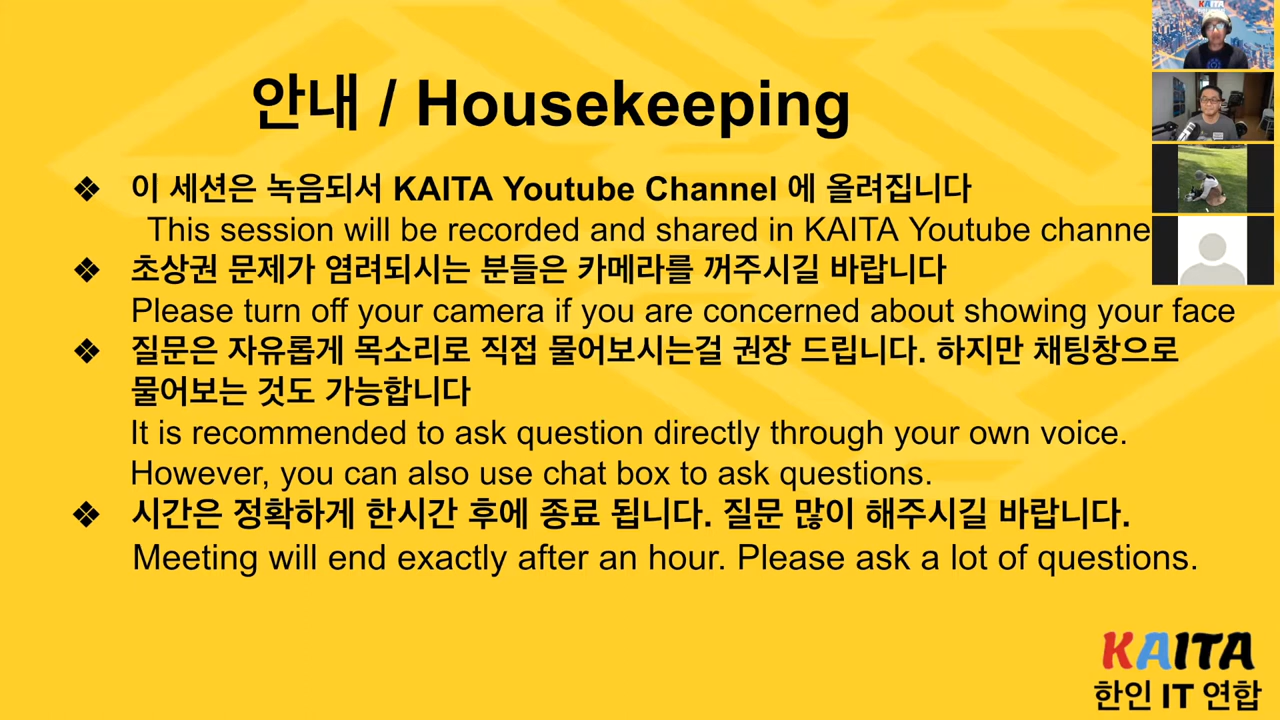 안내 / Housekeeping
❖ 이 세션은 녹음되서 KAITA Youtube Channel 에 올려집니다
This session will be recorded and shared in KAITA Youtube channe
❖ 초상권 문제가 염려되시는 분들은 카메라를 꺼주시길 바랍니다
Please turn off your camera if you are concerned about showing your face
❖ 질문은 자유롭게 목소리로 직접 물어보시는걸 권장 드립니다. 하지만 채팅창으로
물어보는 것도 가능합니다
It is recommended to ask question directly through your own voice.
However, you can also use chat box to ask questions.
❖ 시간은 정확하게 한시간 후에 종료 됩니다. 질문 많이 해주시길 바랍니다.
Meeting will end exactly after an hour. Please ask a lot of questions.
KAITA
KAITA
한인 IT 연합